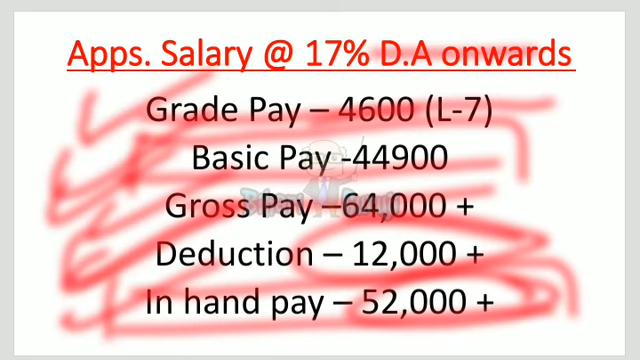 Apps. Salary @ 17% D.A onwards
Grade Pay – 4600 (L-7)
Basic Pay -44900
Gross Pay –64,000 +
Deduction – 12,000 +
In hand pay – 52,000 +